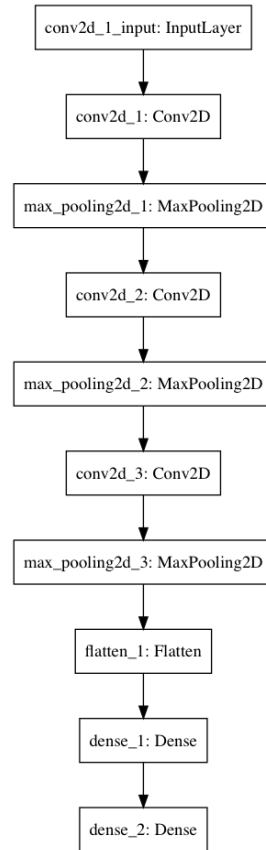 conv2d_1_input: InputLayer
conv2d_1: Conv2D
max_pooling2d_1: MaxPooling2D
conv2d_2: Conv2D
max_pooling2d_2: MaxPooling2D
conv2d_3: Conv2D
max_pooling2d_3: MaxPooling2D
flatten_1: Flatten
dense_1: Dense
dense_2: Dense